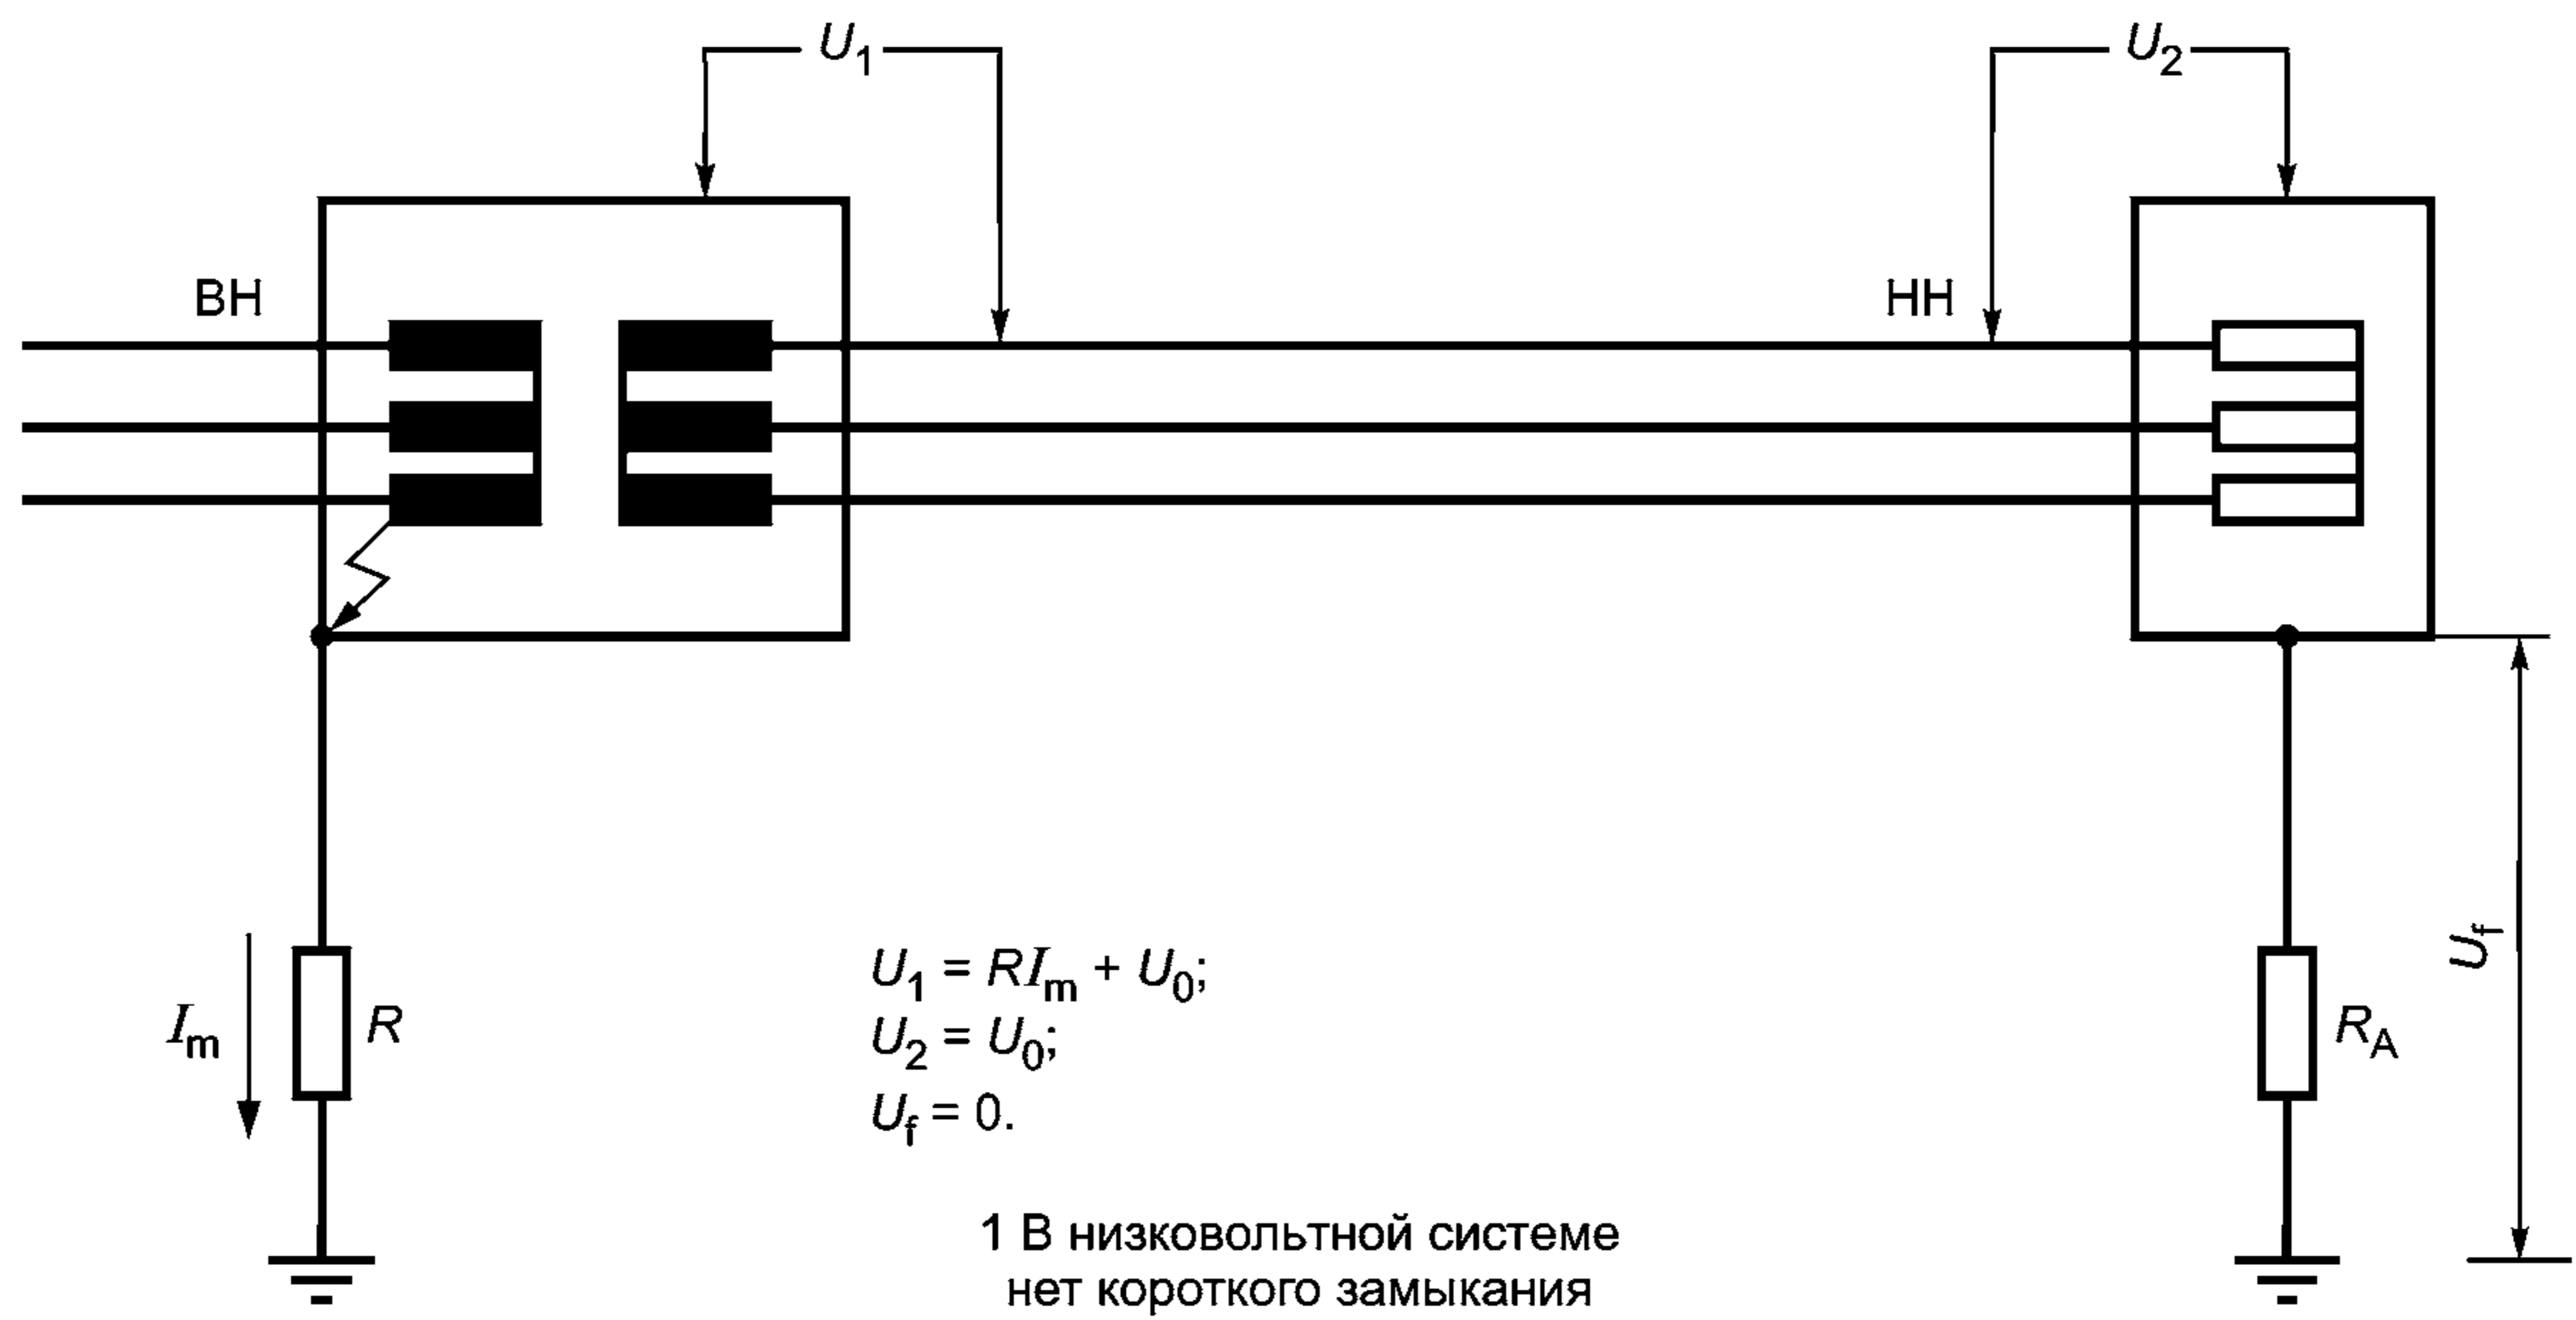 U1
U2
ВН
НН
Im
R
U1 = RIm + U0;
U2 = U0;
Uf = 0.
RA
Uf
1 В низковольтной системе
нет короткого замыкания